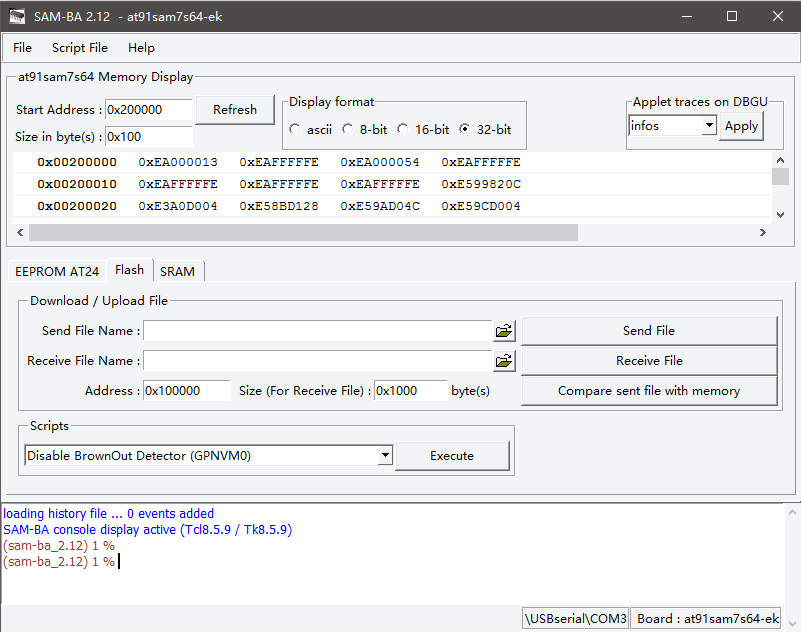 SAM-BA 2.12 - at91sam7s64-ek
File Script File Help
at91sam7s64 Memory Display
Start Address : 0x200000 Refresh
Size in byte(s) : 0x100
Display format
ascii 8-bit 16-bit 32-bit
Applet traces on DBGU
infos Apply
0x00200000 0xEA000013 0xEAFFFFFE 0xEA000054 0xEAFFFFFE
0x00200010 0xEAFFFFFE 0xEAFFFFFE 0xEAFFFFFE 0xE599820C
0x00200020 0xE3A0D004 0xE58BD128 0xE59AD04C 0xE59CD004
EEPROM AT24 Flash SRAM
Download / Upload File
Send File Name : Send File
Receive File Name : Receive File
Address : 0x100000 Size (For Receive File) : 0x1000 byte(s) Compare sent file with memory
Scripts
Disable BrownOut Detector (GPNVM0) Execute
loading history file ... 0 events added
SAM-BA console display active (Tcl8.5.9 / Tk8.5.9)
(sam-ba_2.12) 1 %
(sam-ba_2.12) 1 %
\USBserial\COM3 Board : at91sam7s64-ek